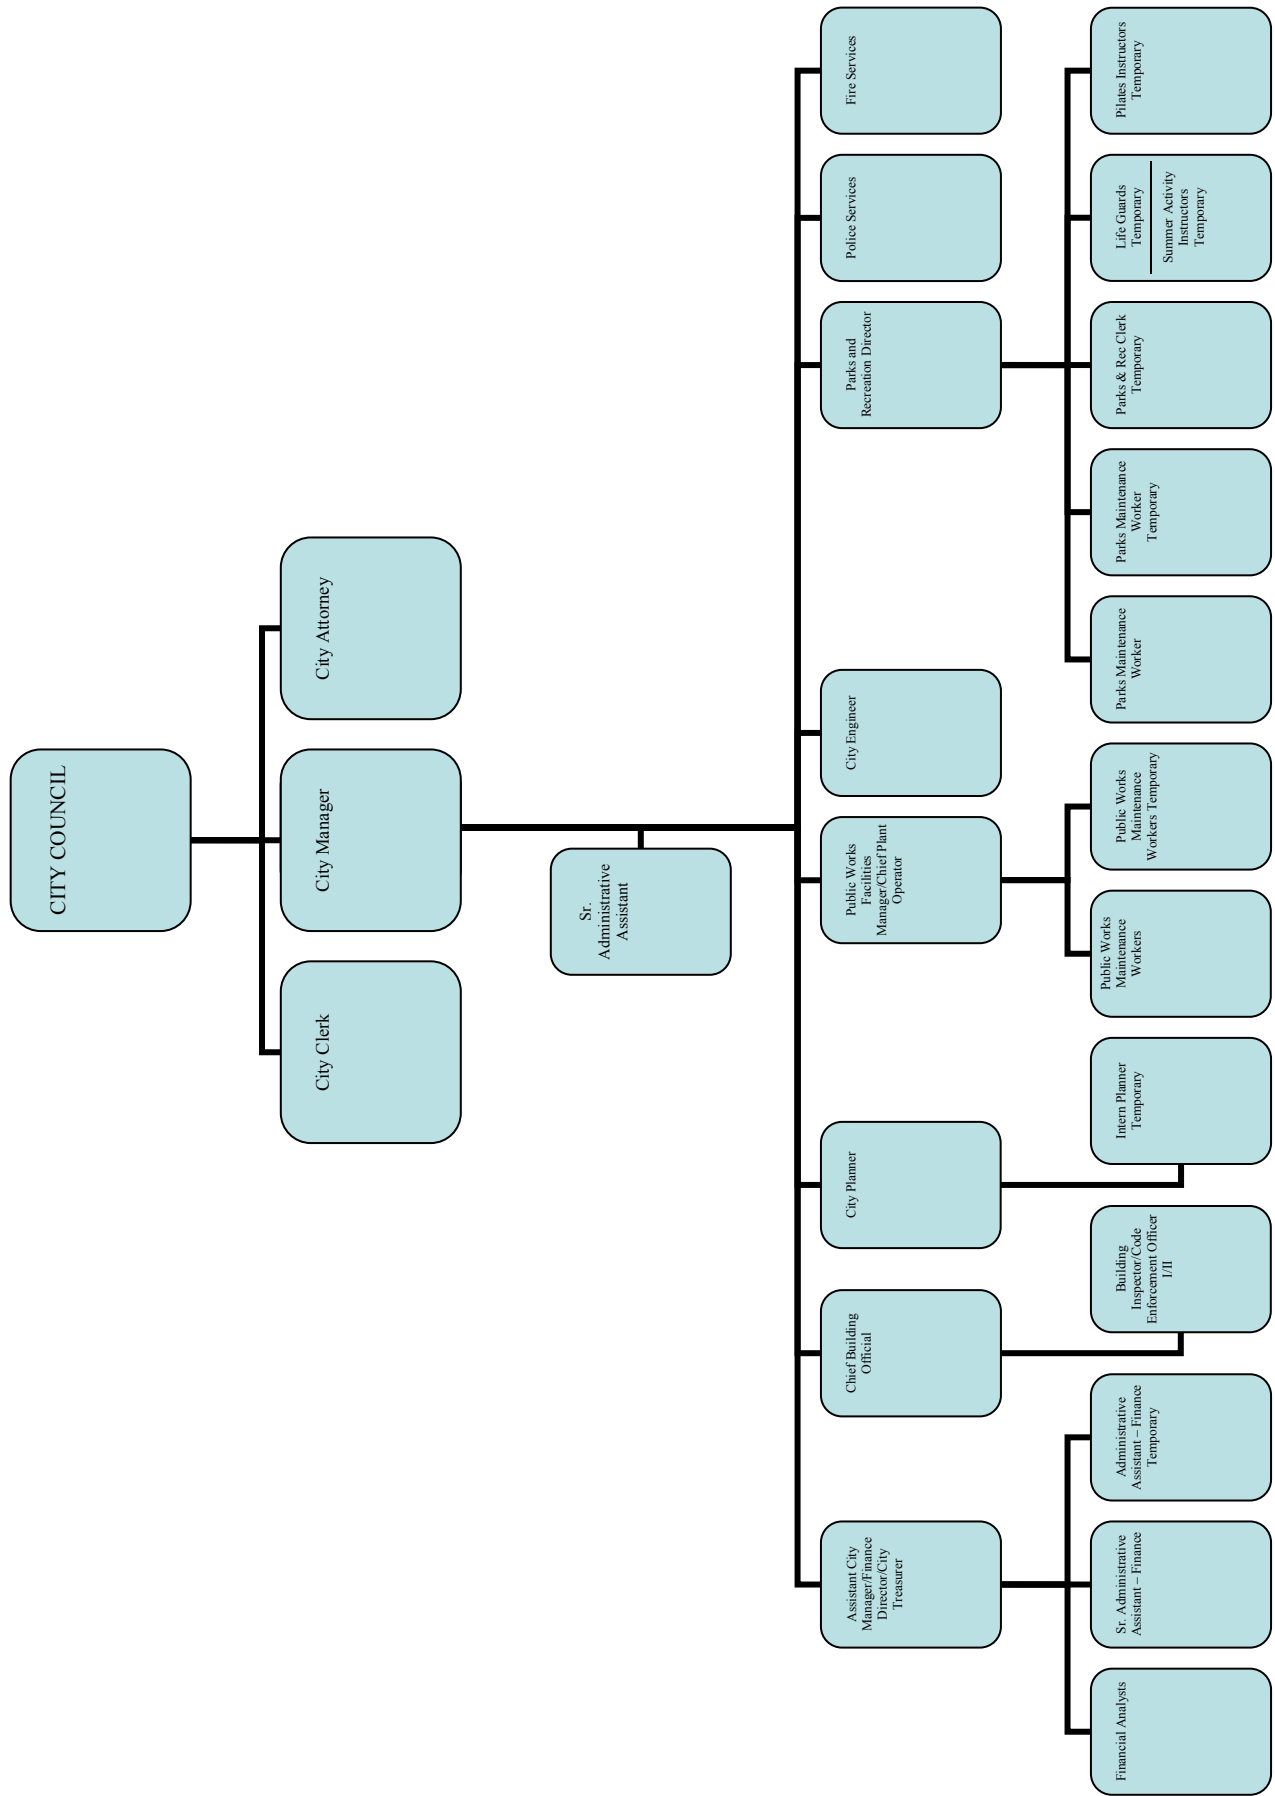 CITY COUNCIL
City Clerk
City Manager
City Attorney
Sr.
Administrative
Assistant
Assistant City
Manager/Finance
Director/City
Treasurer
Chief Building
Official
City Planner
Public Works
Facilities
Manager/Chief Plant
Operator
City Engineer
Parks and
Recreation Director
Police Services
Fire Services
Financial Analysts
Sr. Administrative
Assistant – Finance
Administrative
Assistant – Finance
Temporary
Building
Inspector/Code
Enforcement Officer
I/II
Intern Planner
Temporary
Public Works
Maintenance
Workers
Public Works
Maintenance
Workers Temporary
Parks Maintenance
Worker
Parks Maintenance
Worker
Temporary
Parks & Rec Clerk
Temporary
Life Guards
Temporary
Summer Activity
Instructors
Temporary
Pilates Instructors
Temporary